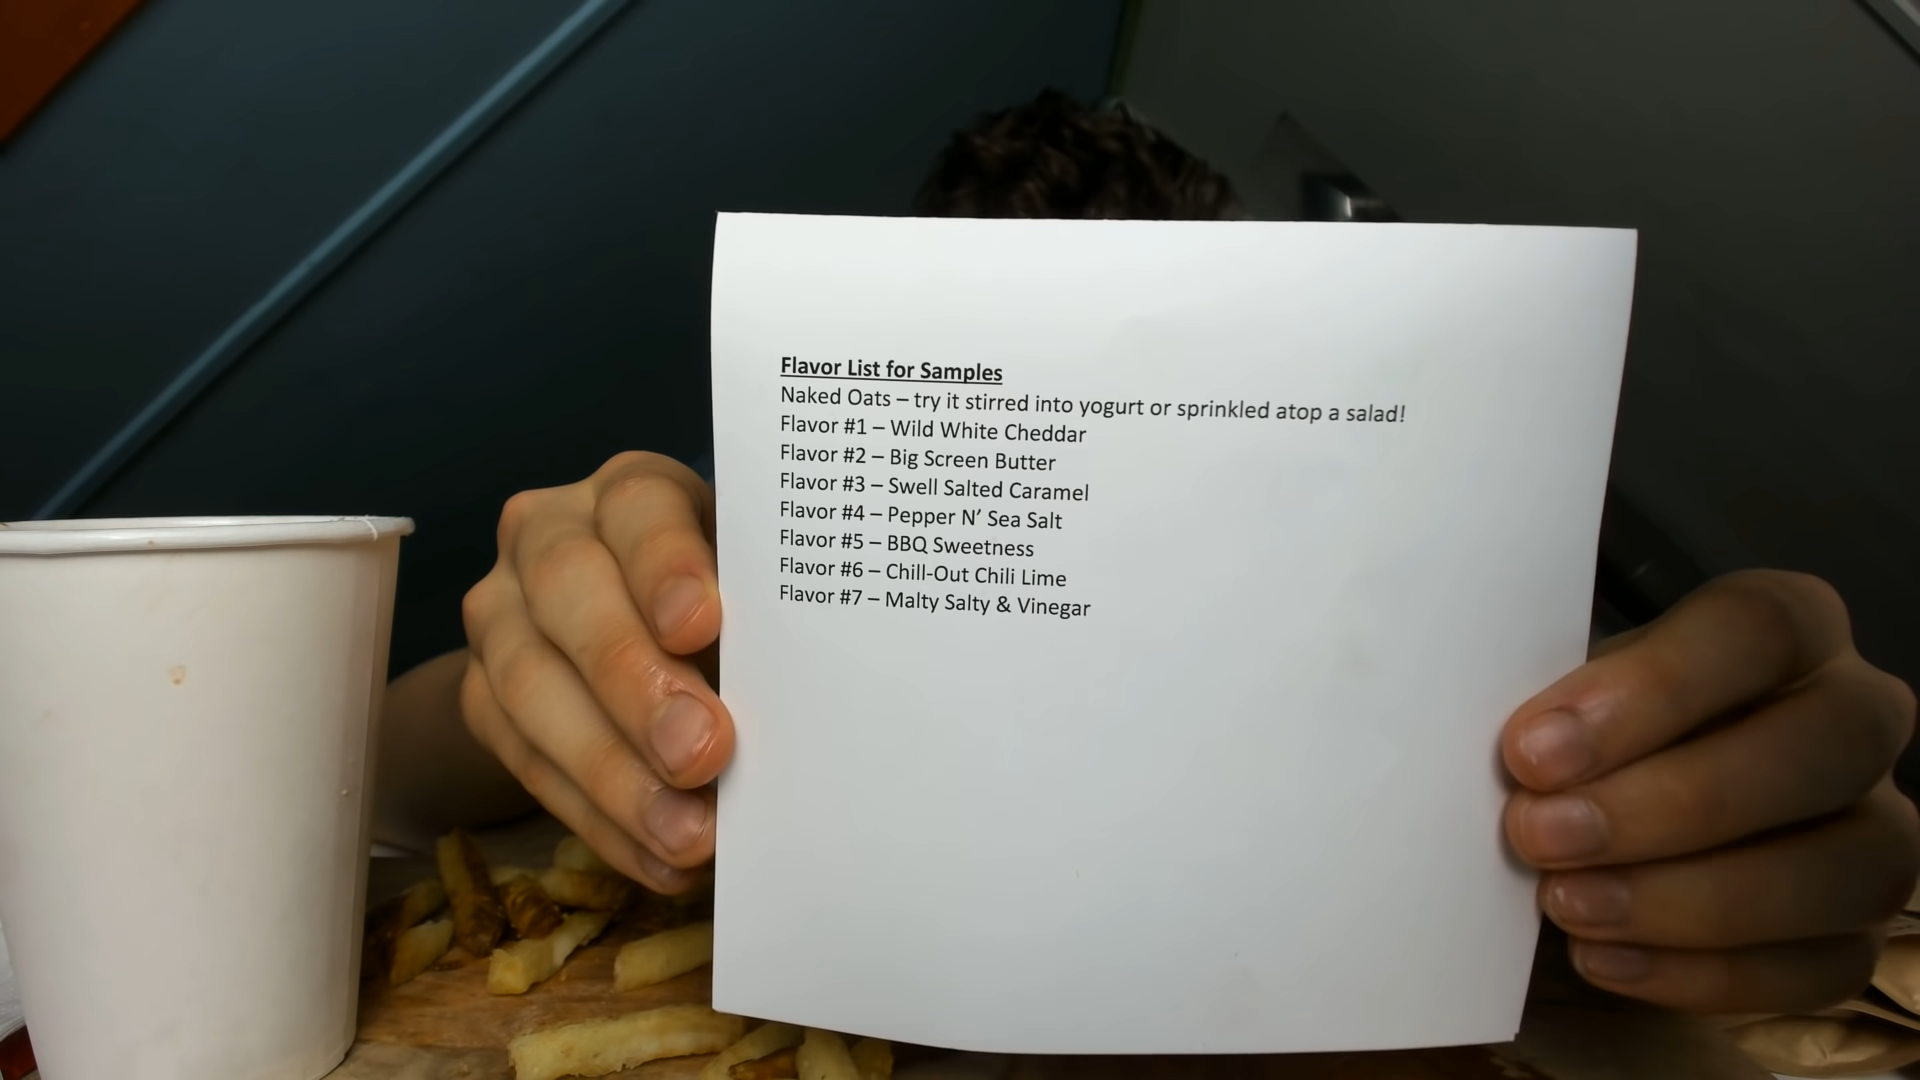 Flavor List for Samples
Naked Oats – try it stirred into yogurt or sprinkled atop a salad!
Flavor #1 – Wild White Cheddar
Flavor #2 – Big Screen Butter
Flavor #3 – Swell Salted Caramel
Flavor #4 – Pepper N’ Sea Salt
Flavor #5 – BBQ Sweetness
Flavor #6 – Chill-Out Chili Lime
Flavor #7 – Malty Salty & Vinegar